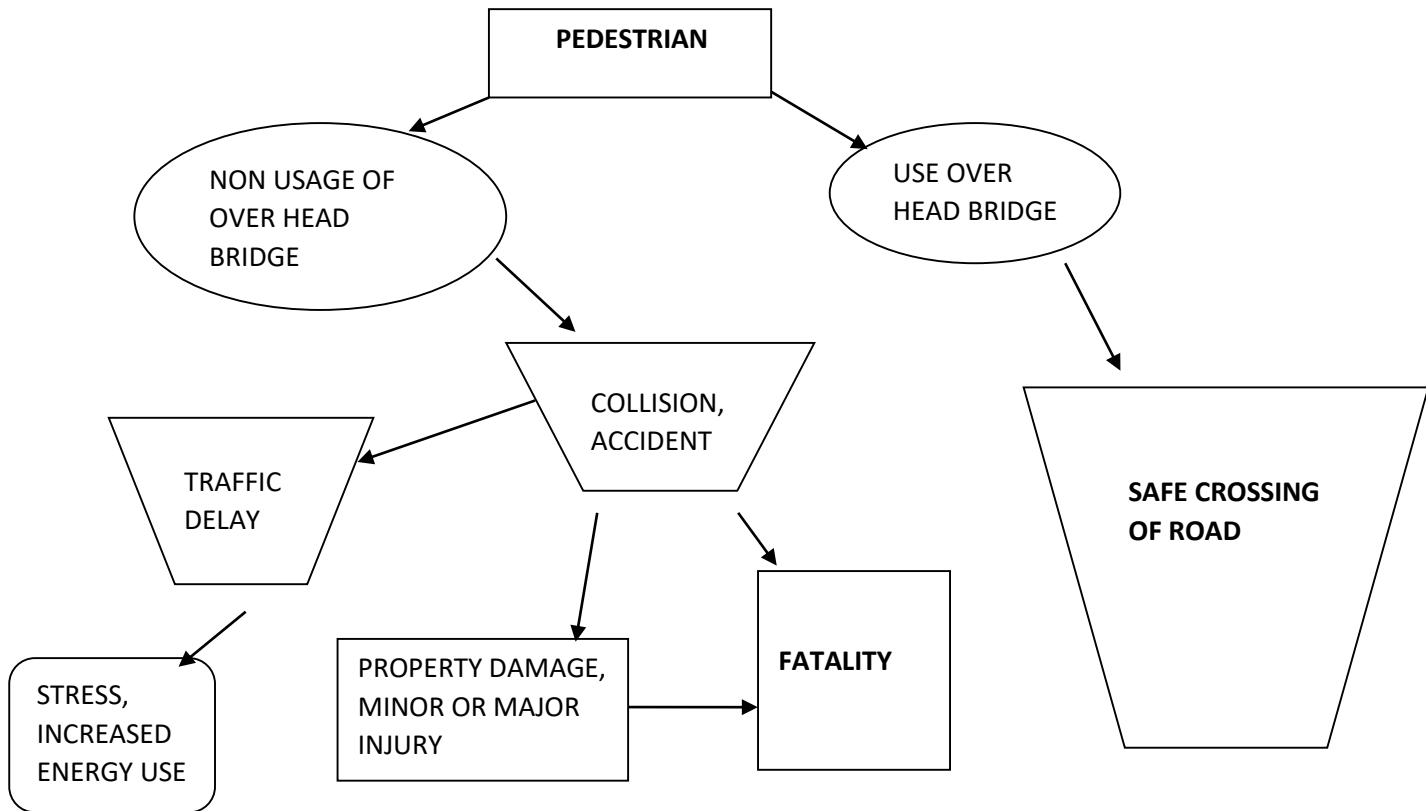 PEDESTRIAN
NON USAGE OF
OVER HEAD
BRIDGE
USE OVER
HEAD BRIDGE
COLLISION,
ACCIDENT
TRAFFIC
DELAY
SAFE CROSSING
OF ROAD
STRESS,
INCREASED
ENERGY USE
PROPERTY DAMAGE,
MINOR OR MAJOR
INJURY
FATALITY